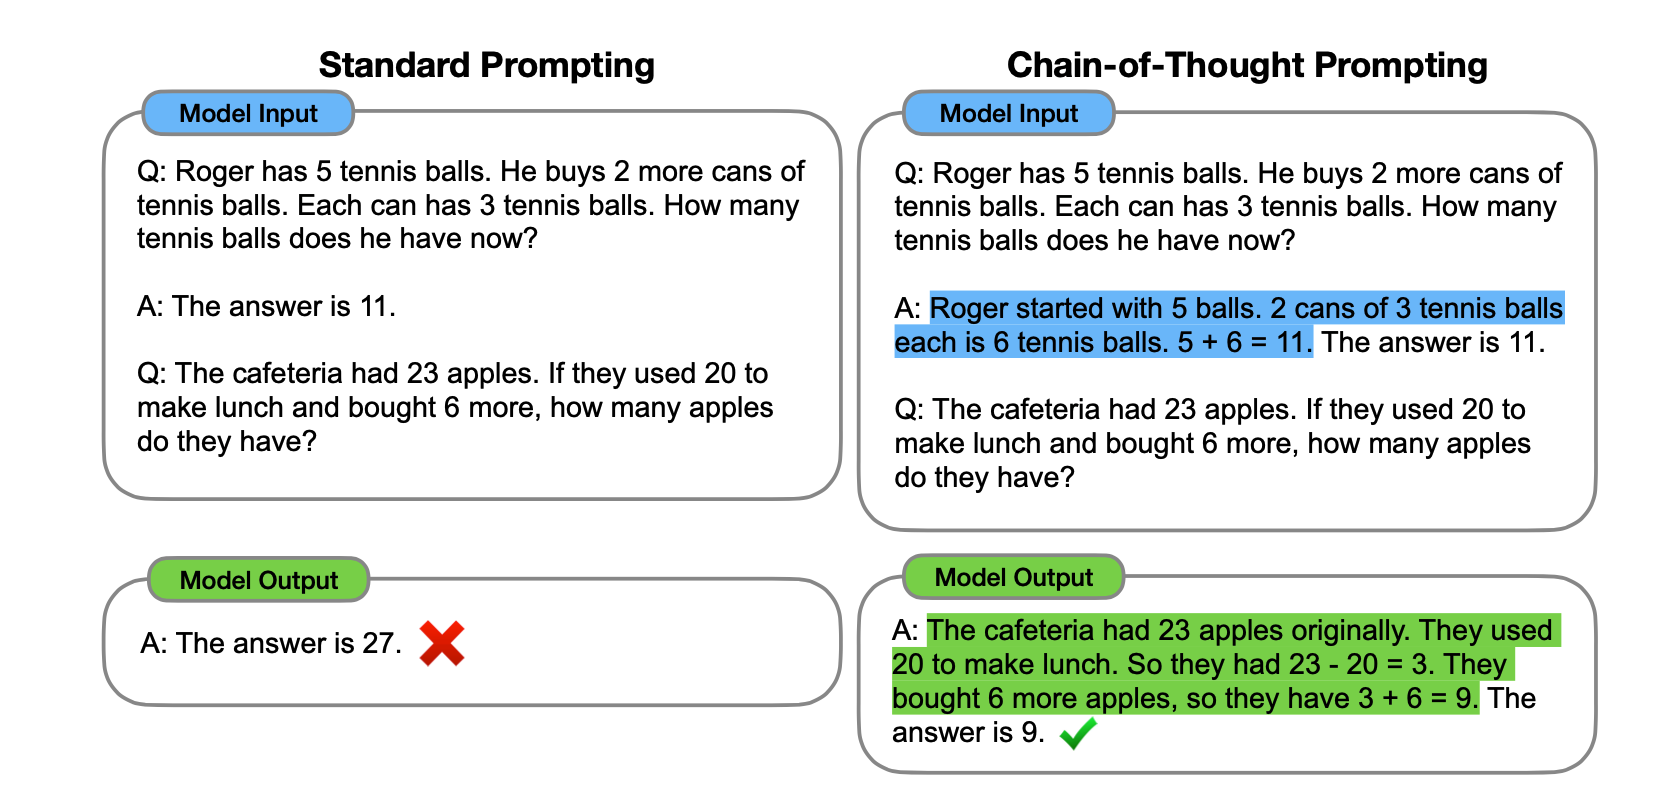 Standard Prompting
Model Input
Q: Roger has 5 tennis balls. He buys 2 more cans of
tennis balls. Each can has 3 tennis balls. How many
tennis balls does he have now?
A: The answer is 11.
Q: The cafeteria had 23 apples. If they used 20 to
make lunch and bought 6 more, how many apples
do they have?
Model Output
A: The answer is 27.
Chain-of-Thought Prompting
Model Input
Q: Roger has 5 tennis balls. He buys 2 more cans of
tennis balls. Each can has 3 tennis balls. How many
tennis balls does he have now?
A: Roger started with 5 balls. 2 cans of 3 tennis balls
each is 6 tennis balls. 5 + 6 = 11. The answer is 11.
Q: The cafeteria had 23 apples. If they used 20 to
make lunch and bought 6 more, how many apples
do they have?
Model Output
A: The cafeteria had 23 apples originally. They used
20 to make lunch. So they had 23 - 20 = 3. They
bought 6 more apples, so they have 3 + 6 = 9. The
answer is 9.